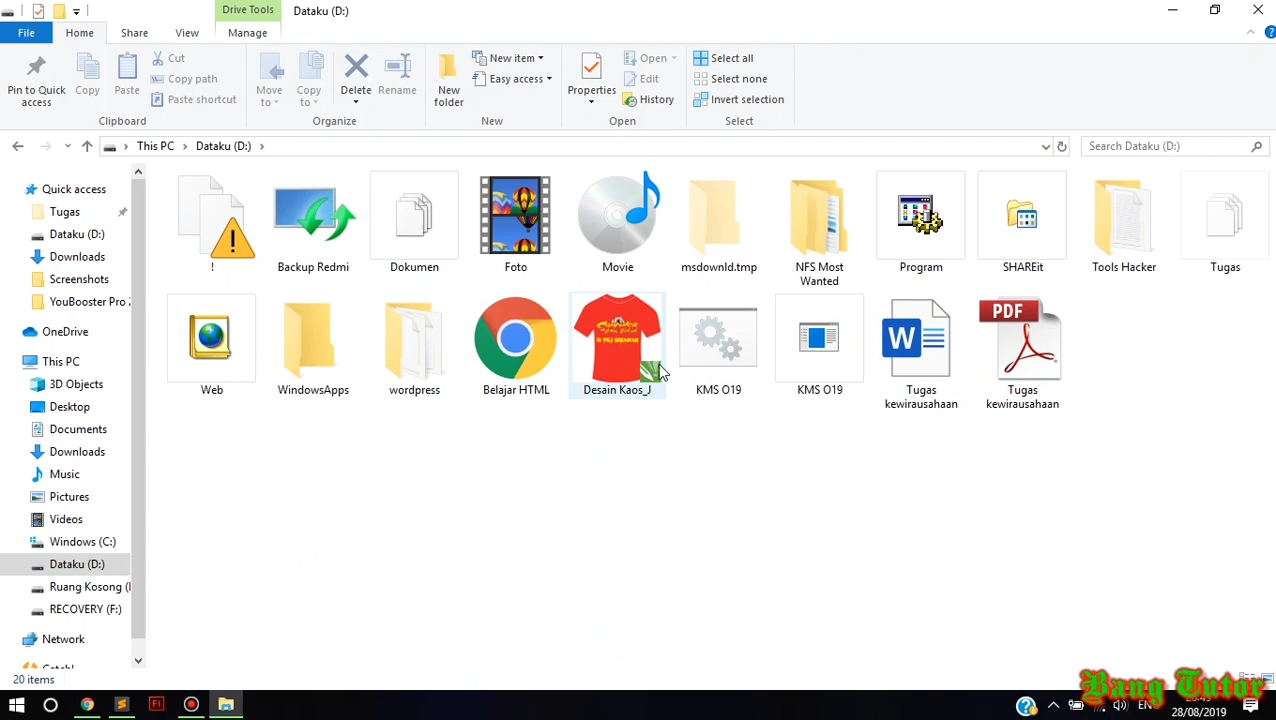 Drive Tools Dataku (D:)
File Home Share View Manage
Pin to Quick access
Copy
Paste
Cut
Copy path
Paste shortcut
Clipboard
Move to
Copy to
Delete
Rename
Organize
New folder
New item
Easy access
New
Properties
Open
Edit
History
Open
Select all
Select none
Invert selection
Select
This PC Dataku (D:)
Search Dataku (D:)
Quick access
Tugas
Dataku (D:)
Downloads
Screenshots
YouBooster Pro 2
OneDrive
This PC
3D Objects
Desktop
Documents
Downloads
Music
Pictures
Videos
Windows (C:)
Dataku (D:)
Ruang Kosong (
RECOVERY (F:)
Network
! Backup Redmi Dokumen Foto Movie msdownld.tmp NFS Most Wanted Program SHAREit Tools Hacker Tugas
Web WindowsApps wordpress Belajar HTML Desain Kaos_J KMS O19 KMS O19 Tugas kewirausahaan Tugas kewirausahaan
W
PDF
20 items
Bang Tutor
Fl
EN
28/08/2019